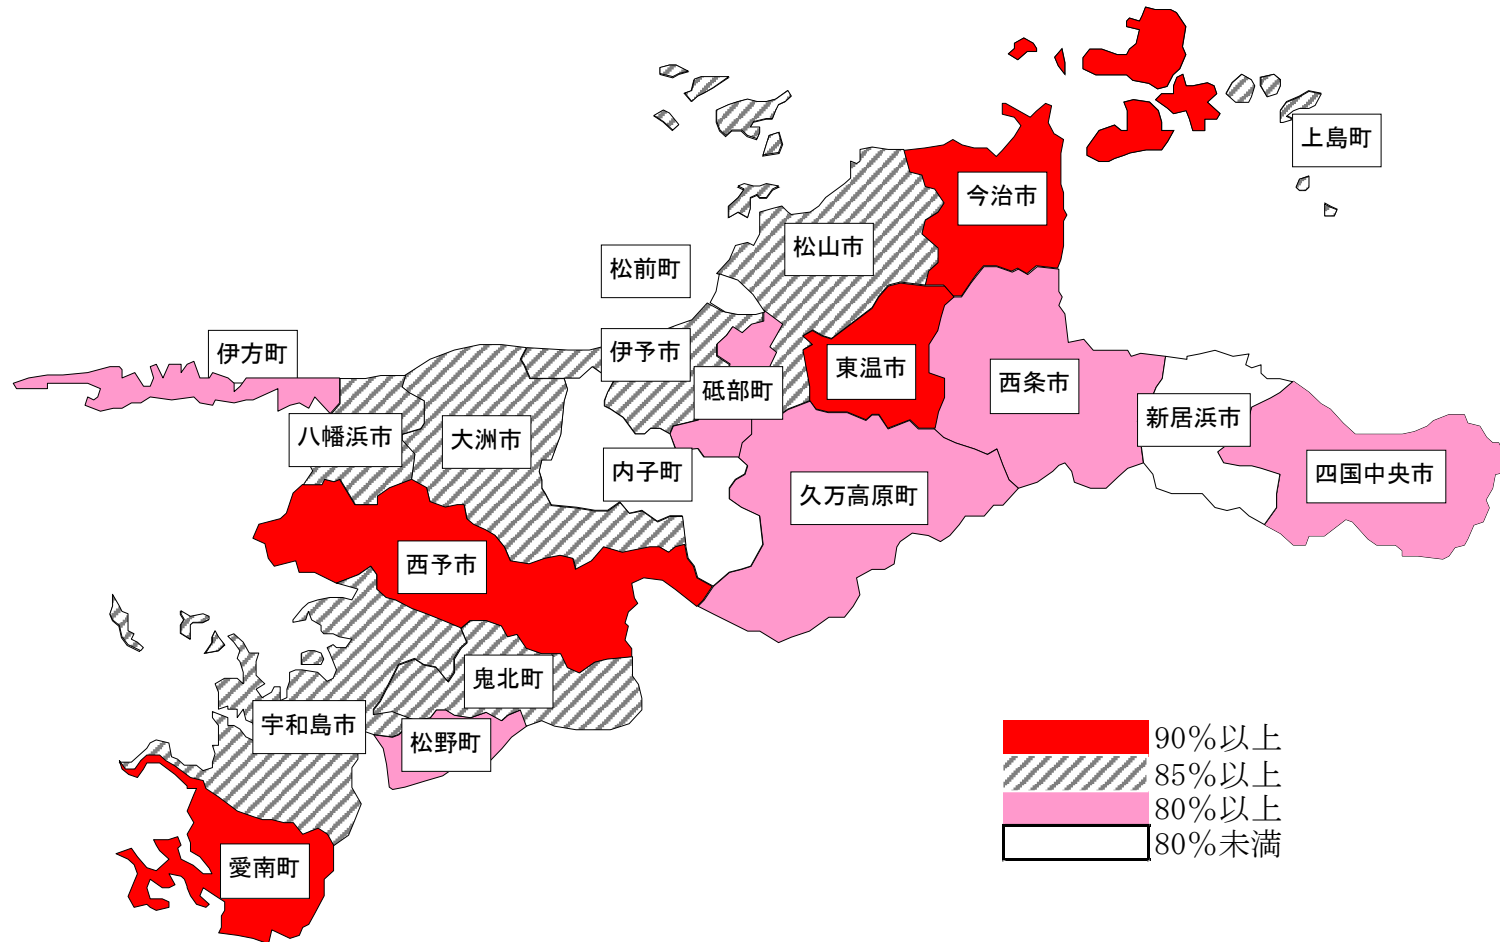 上島町
今治市
松山市
松前町
伊方町
伊予市
東温市
西条市
砥部町
新居浜市
八幡浜市
大洲市
内子町
四国中央市
久万高原町
西予市
鬼北町
宇和島市
松野町
愛南町
90％以上
85％以上
80％以上
80％未満